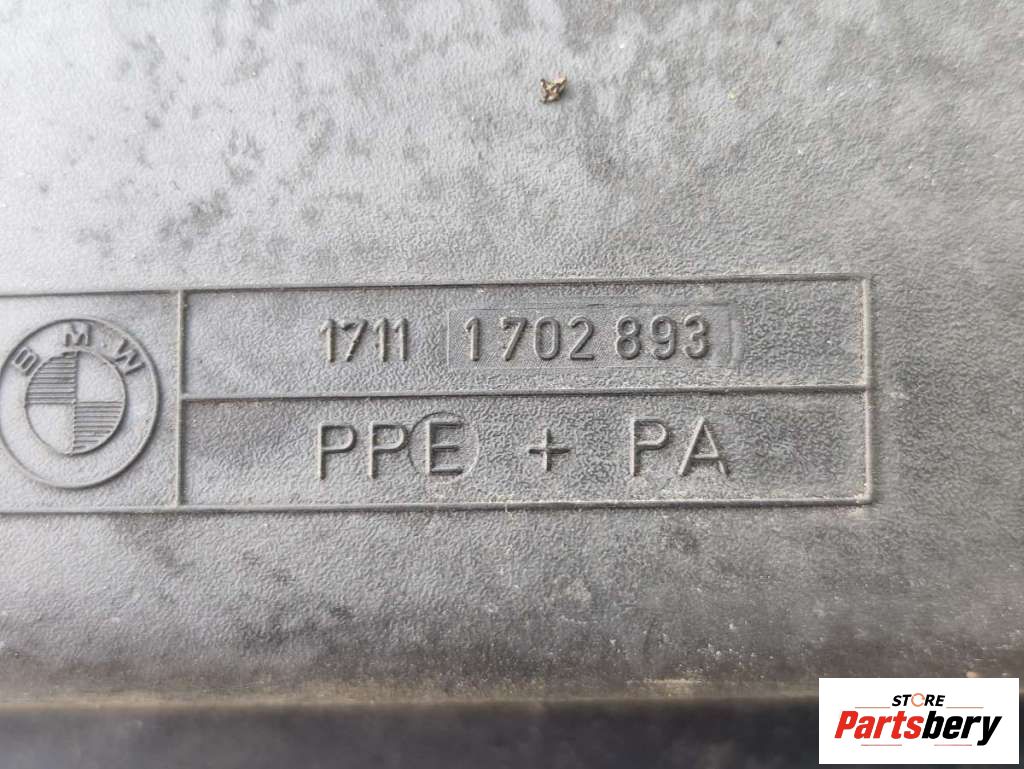 BMW
1711 1 702 893
PPE + PA
STORE
Partsbery